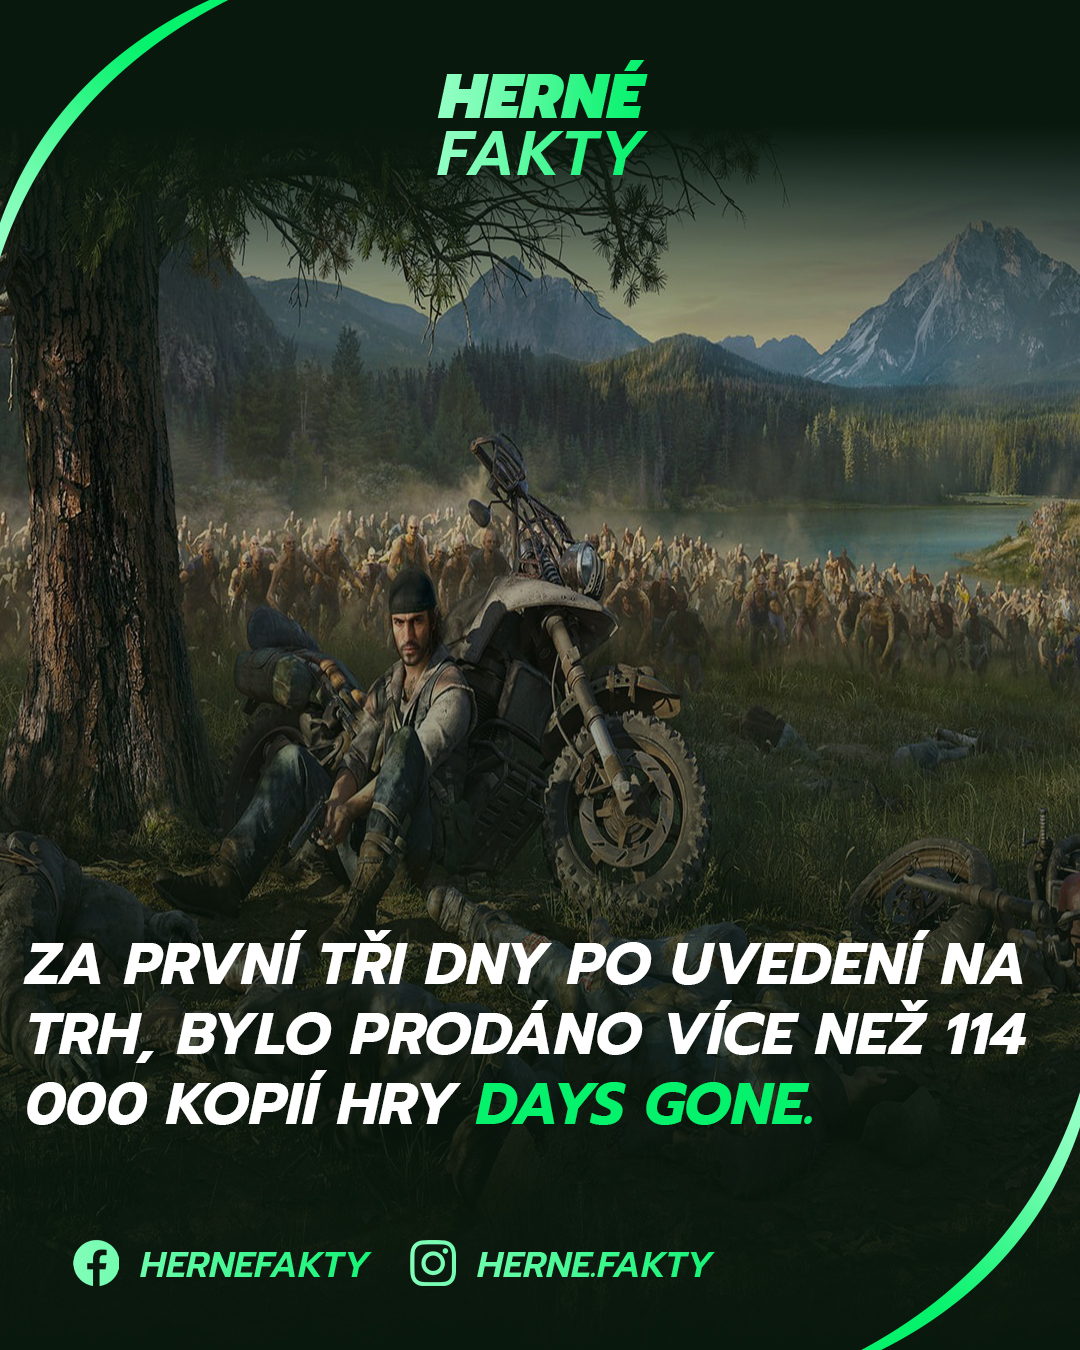 HERNÉ
FAKTY
ZA PRVNÍ TŘI DNY PO UVEDENÍ NA
TRH, BYLO PRODÁNO VÍCE NEŽ 114
000 KOPIÍ HRY DAYS GONE.
HERNEFAKTY HERNE.FAKTY